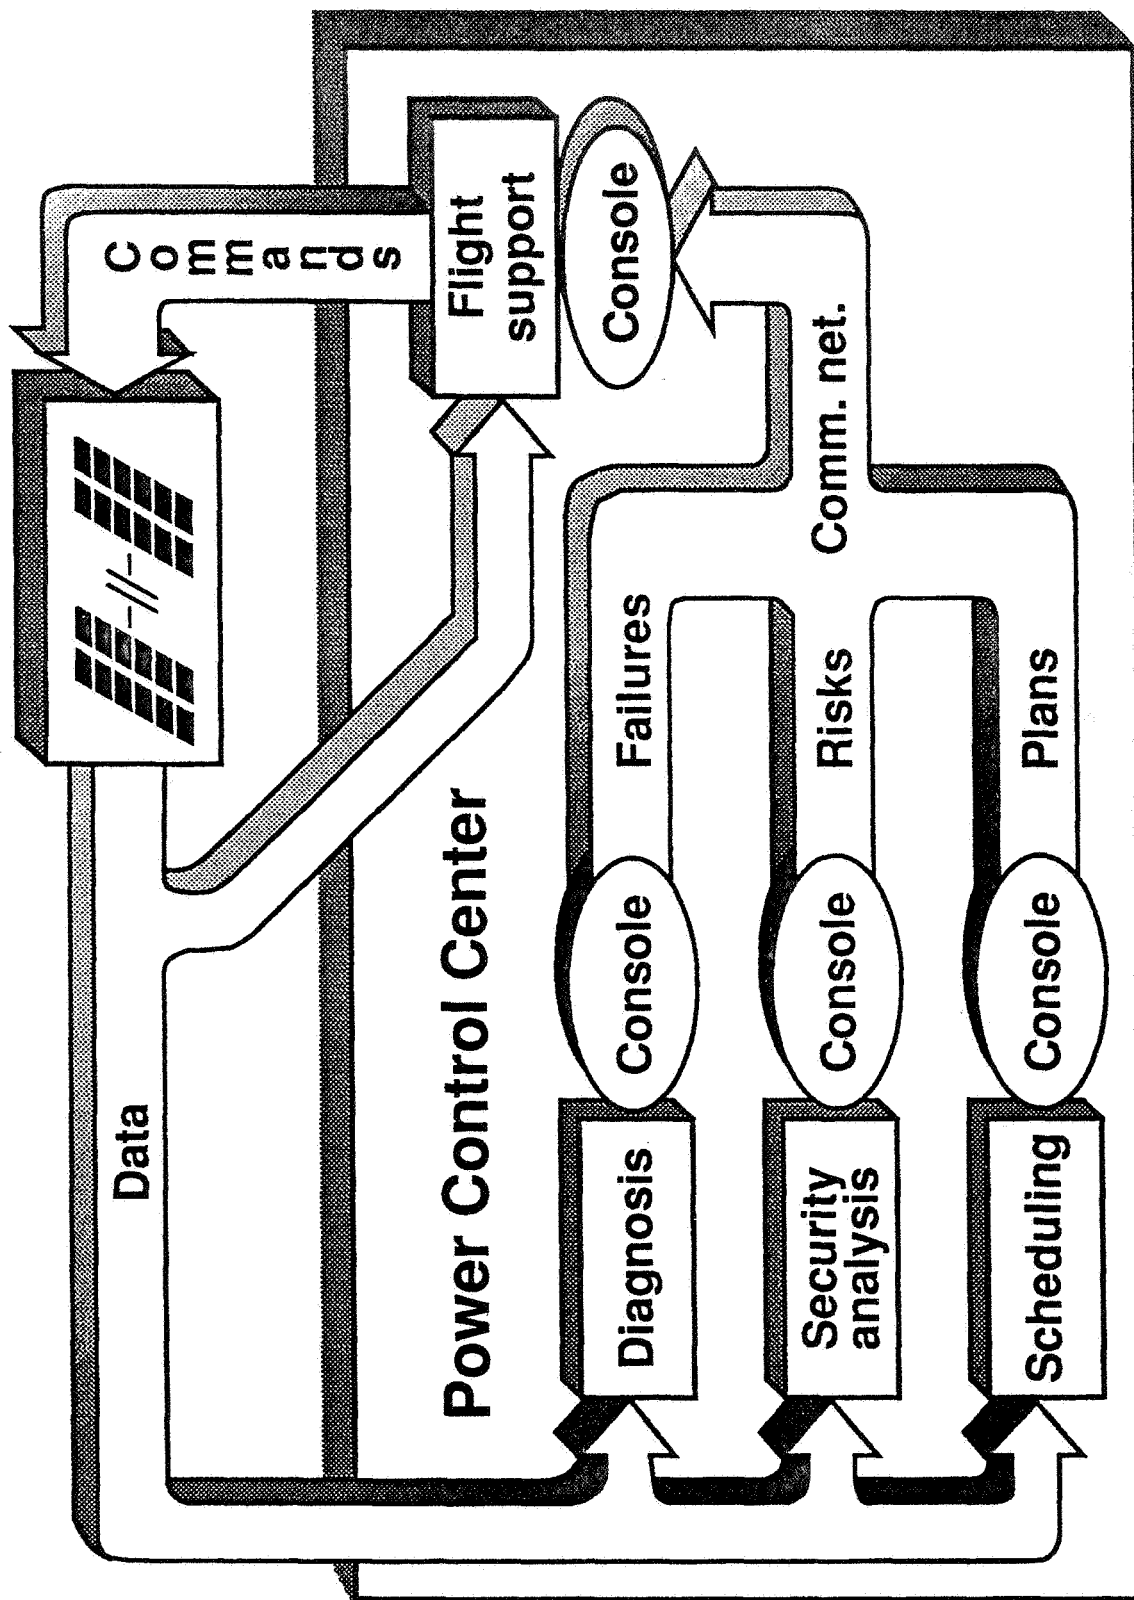 Commands
Data
Flight
support
Console
Power Control Center
Diagnosis
Console
Failures
Security
analysis
Console
Risks
Comm. net.
Scheduling
Console
Plans